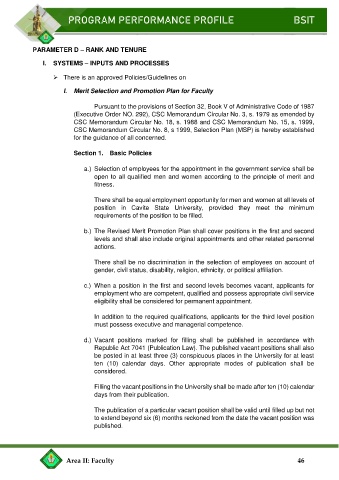 PROGRAM PERFORMANCE PROFILE BSIT
PARAMETER D – RANK AND TENURE
I. SYSTEMS – INPUTS AND PROCESSES
➢ There is an approved Policies/Guidelines on
I. Merit Selection and Promotion Plan for Faculty
Pursuant to the provisions of Section 32, Book V of Administrative Code of 1987
(Executive Order NO. 292), CSC Memorandum Circular No. 3, s. 1979 as emended by
CSC Memorandum Circular No. 18, s. 1988 and CSC Memorandum No. 15, s. 1999,
CSC Memorandum Circular No. 8, s 1999, Selection Plan (MSP) is hereby established
for the guidance of all concerned.
Section 1. Basic Policies
a.) Selection of employees for the appointment in the government service shall be
open to all qualified men and women according to the principle of merit and
fitness.
There shall be equal employment opportunity for men and women at all levels of
position in Cavite State University, provided they meet the minimum
requirements of the position to be filled.
b.) The Revised Merit Promotion Plan shall cover positions in the first and second
levels and shall also include original appointments and other related personnel
actions.
There shall be no discrimination in the selection of employees on account of
gender, civil status, disability, religion, ethnicity, or political affiliation.
c.) When a position in the first and second levels becomes vacant, applicants for
employment who are competent, qualified and possess appropriate civil service
eligibility shall be considered for permanent appointment.
In addition to the required qualifications, applicants for the third level position
must possess executive and managerial competence.
d.) Vacant positions marked for filling shall be published in accordance with
Republic Act 7041 (Publication Law). The published vacant positions shall also
be posted in at least three (3) conspicuous places in the University for at least
ten (10) calendar days. Other appropriate modes of publication shall be
considered.
Filling the vacant positions in the University shall be made after ten (10) calendar
days from their publication.
The publication of a particular vacant position shall be valid until filled up but not
to extend beyond six (6) months reckoned from the date the vacant position was
published.
Area II: Faculty 46